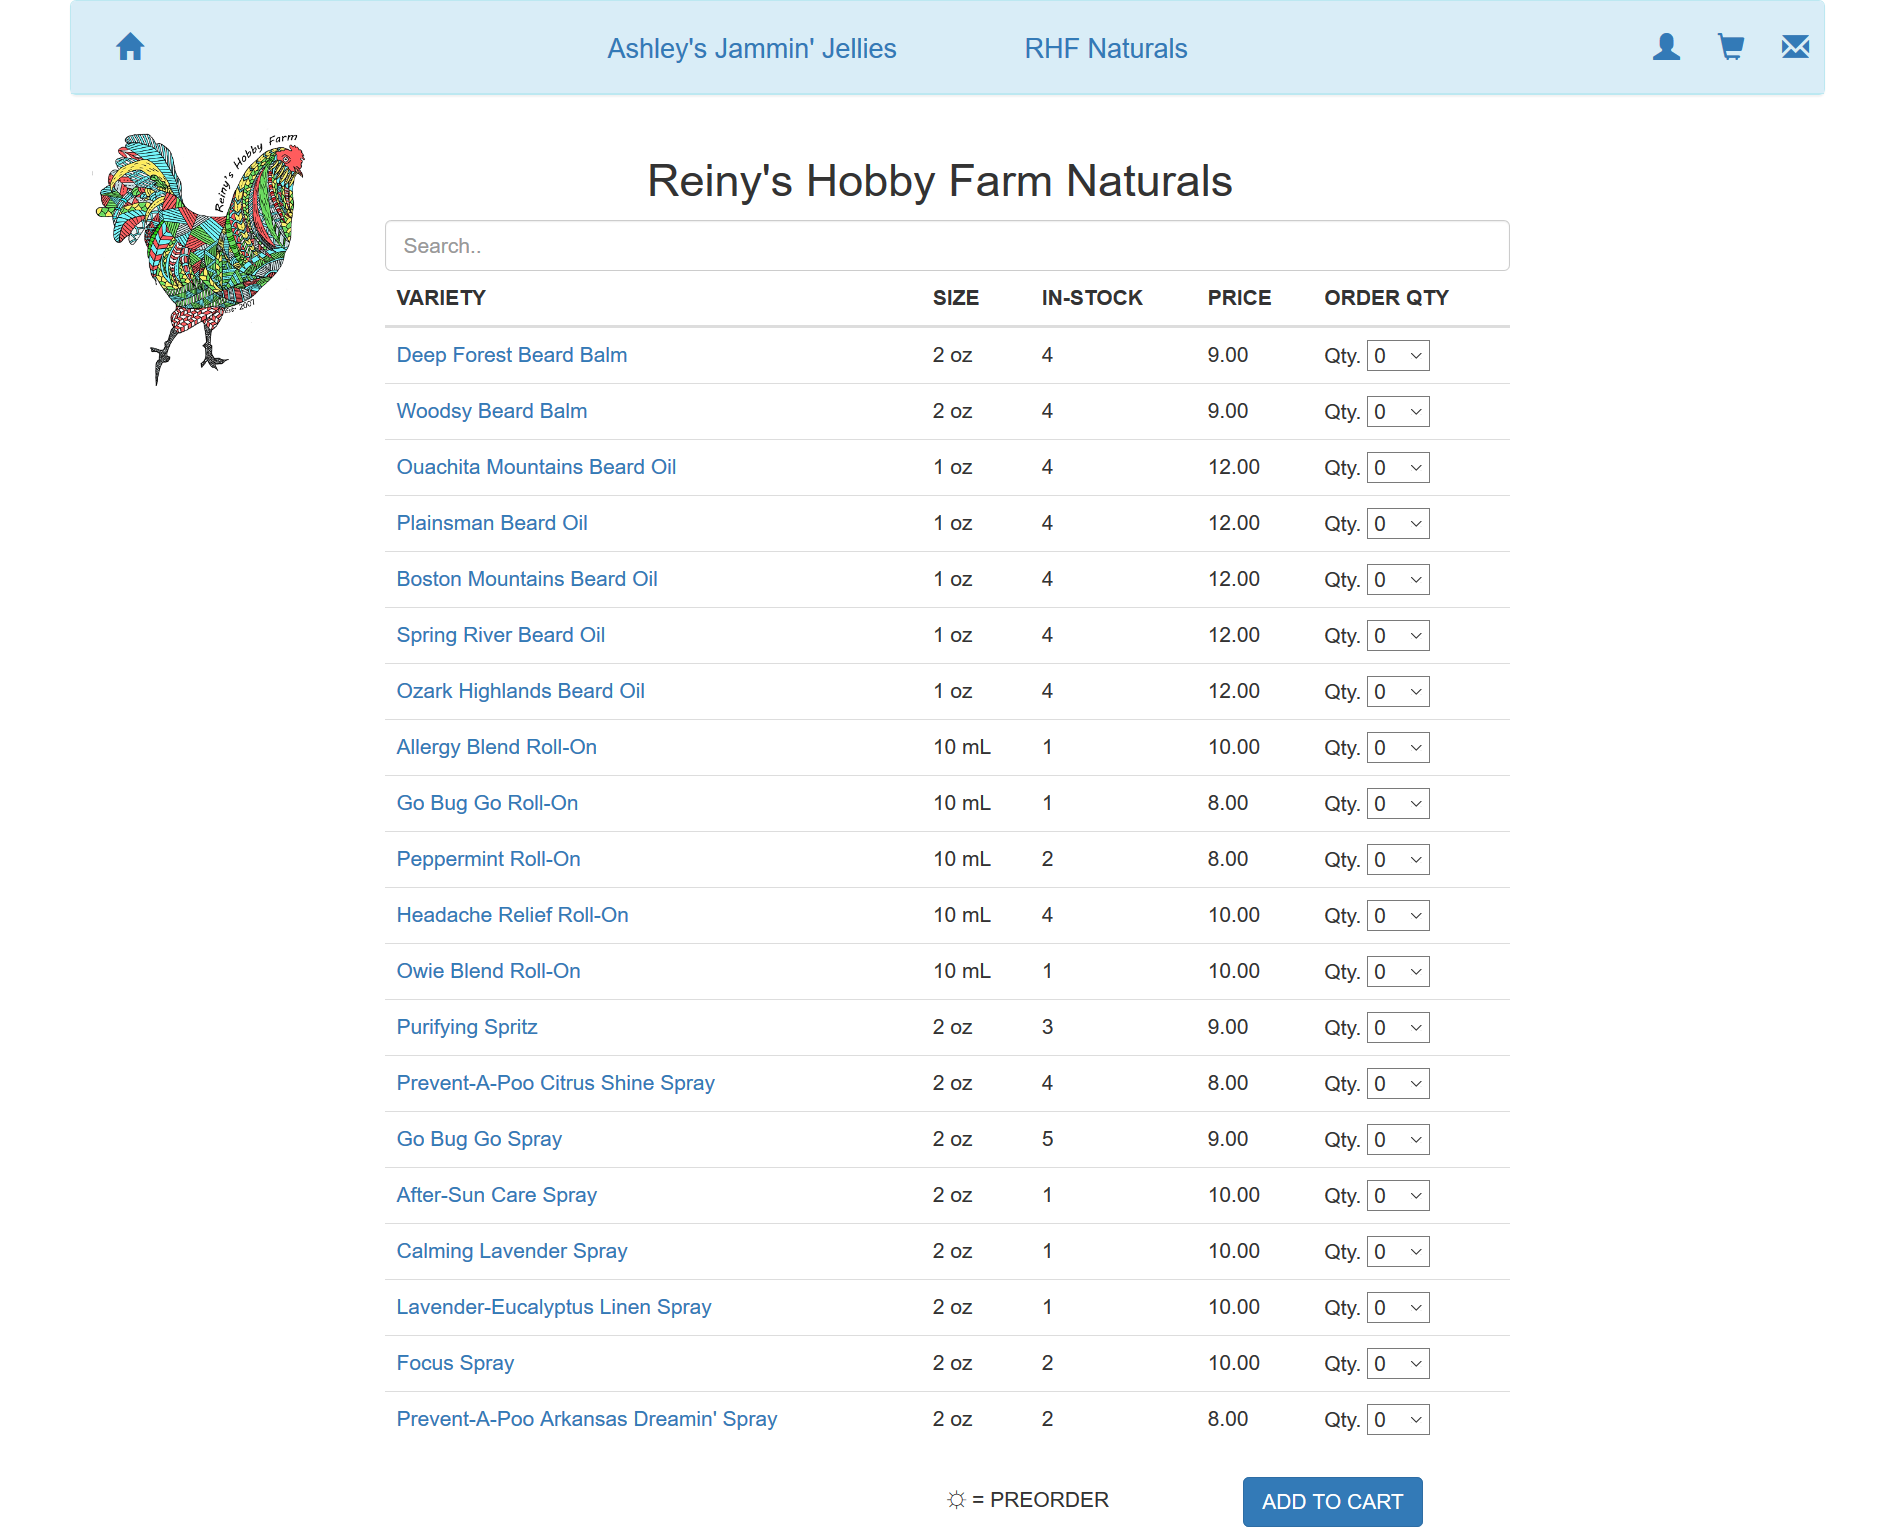 Ashley's Jammin' Jellies RHF Naturals
Reiny's Hobby Farm
Est. 2007
Reiny's Hobby Farm Naturals
Search..
VARIETY SIZE IN-STOCK PRICE ORDER QTY
Deep Forest Beard Balm 2 oz 4 9.00 Qty. 0
Woodsy Beard Balm 2 oz 4 9.00 Qty. 0
Ouachita Mountains Beard Oil 1 oz 4 12.00 Qty. 0
Plainsman Beard Oil 1 oz 4 12.00 Qty. 0
Boston Mountains Beard Oil 1 oz 4 12.00 Qty. 0
Spring River Beard Oil 1 oz 4 12.00 Qty. 0
Ozark Highlands Beard Oil 1 oz 4 12.00 Qty. 0
Allergy Blend Roll-On 10 mL 1 10.00 Qty. 0
Go Bug Go Roll-On 10 mL 1 8.00 Qty. 0
Peppermint Roll-On 10 mL 2 8.00 Qty. 0
Headache Relief Roll-On 10 mL 4 10.00 Qty. 0
Owie Blend Roll-On 10 mL 1 10.00 Qty. 0
Purifying Spritz 2 oz 3 9.00 Qty. 0
Prevent-A-Poo Citrus Shine Spray 2 oz 4 8.00 Qty. 0
Go Bug Go Spray 2 oz 5 9.00 Qty. 0
After-Sun Care Spray 2 oz 1 10.00 Qty. 0
Calming Lavender Spray 2 oz 1 10.00 Qty. 0
Lavender-Eucalyptus Linen Spray 2 oz 1 10.00 Qty. 0
Focus Spray 2 oz 2 10.00 Qty. 0
Prevent-A-Poo Arkansas Dreamin' Spray 2 oz 2 8.00 Qty. 0
☼ = PREORDER ADD TO CART